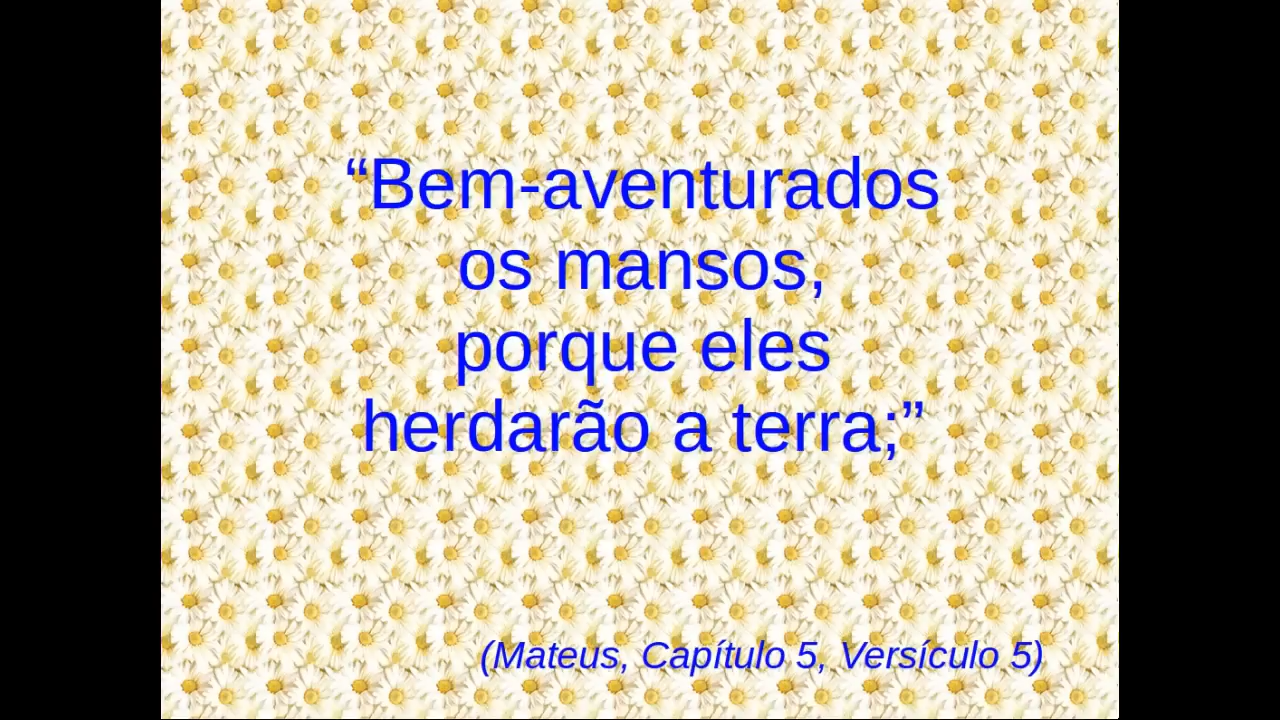 “Bem-aventurados
os mansos,
porque eles
herdarão a terra;”
(Mateus, Capítulo 5, Versículo 5)